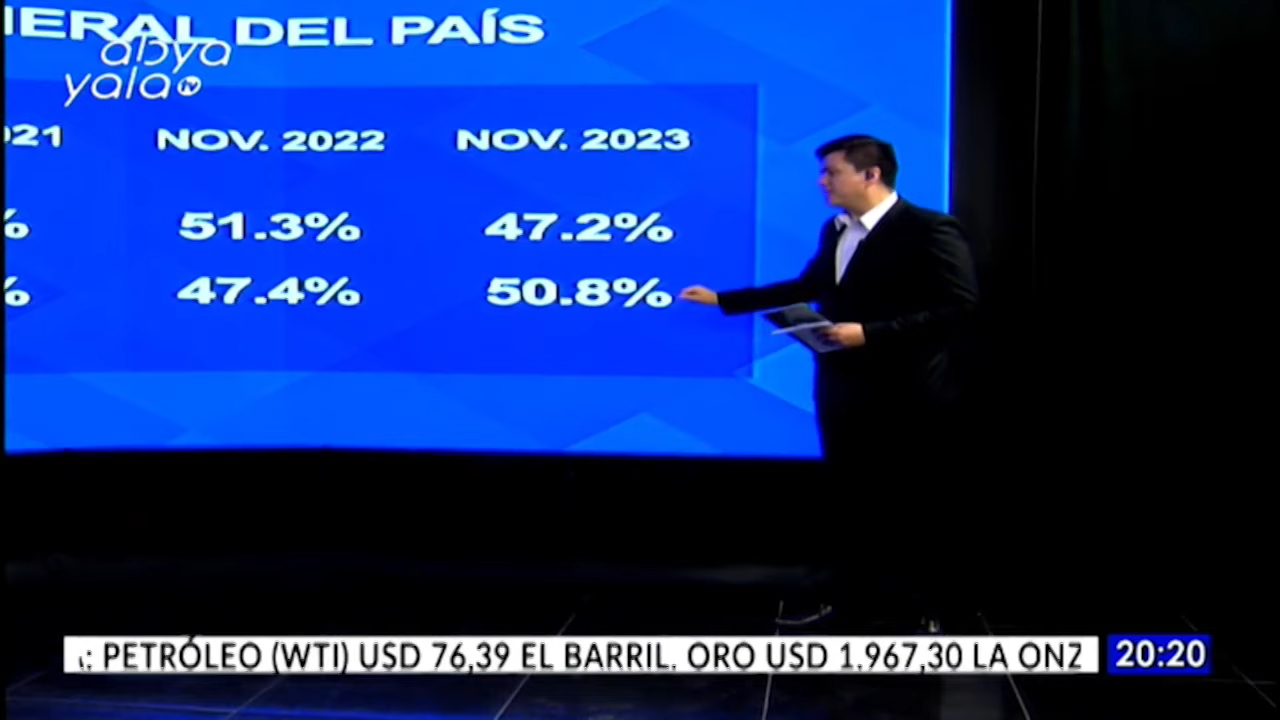 DEL PAÍS
abya
yala tv
NOV. 2022 NOV. 2023
51.3% 47.2%
47.4% 50.8%
PETRÓLEO (WTI) USD 76,39 EL BARRIL. ORO USD 1.967,30 LA ONZ
20:20